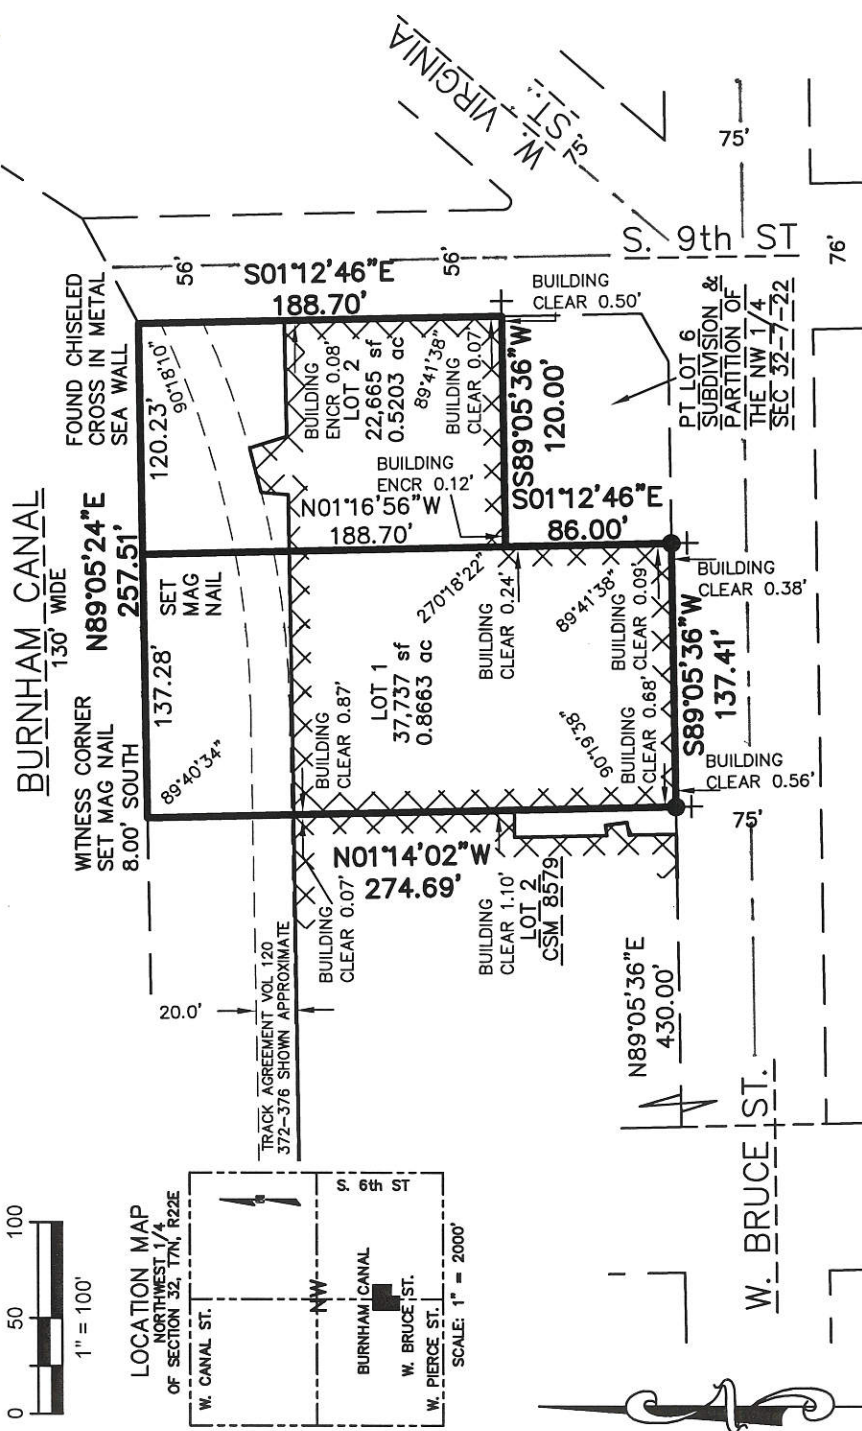 W. VIRGINIA
ST.
75'
75'
S. 9th ST
76'
56'
56'
FOUND CHISELED
CROSS IN METAL
SEA WALL
S01°12'46"E
188.70'
BUILDING
CLEAR 0.50'
PT LOT 6
SUBDIVISION &
PARTITION OF
THE NW 1/4
SEC 32-7-22
BURNHAM CANAL
130' WIDE
N89°05'24"E
257.51'
120.23'
90°18'10"
BUILDING
ENCR 0.08'
LOT 2
22,665 sf
0.5203 ac
89°41'38"
BUILDING
CLEAR 0.07'
SS89°05'36"W
120.00'
BUILDING
ENCR 0.12'
N01°16'56"W
188.70'
S01°12'46"E
86.00'
SET
MAG
NAIL
137.28'
WITNESS CORNER
SET MAG NAIL
8.00' SOUTH
89°40'34"
LOT 1
37,737 sf
0.8663 ac
270°18'22"
BUILDING
CLEAR 0.24'
89°41'38"
BUILDING
CLEAR 0.09'
BUILDING
CLEAR 0.38'
BUILDING
CLEAR 0.87'
90°19'38"
BUILDING
CLEAR 0.68'
S89°05'36"W
137.41'
BUILDING
CLEAR 0.56'
75'
N01°14'02"W
274.69'
BUILDING
CLEAR 0.07'
BUILDING
CLEAR 1.10'
LOT 2
CSM 8579
20.0'
TRACK AGREEMENT VOL 120
372-376 SHOWN APPROXIMATE
N89°05'36"E
430.00'
W. BRUCE ST.
0 50 100
1" = 100'
LOCATION MAP
NORTHWEST 1/4
OF SECTION 32, T7N, R22E
W. CANAL ST.
S. 6th ST
NW
BURNHAM CANAL
W. BRUCE ST.
W. PIERCE ST.
SCALE: 1" = 2000'